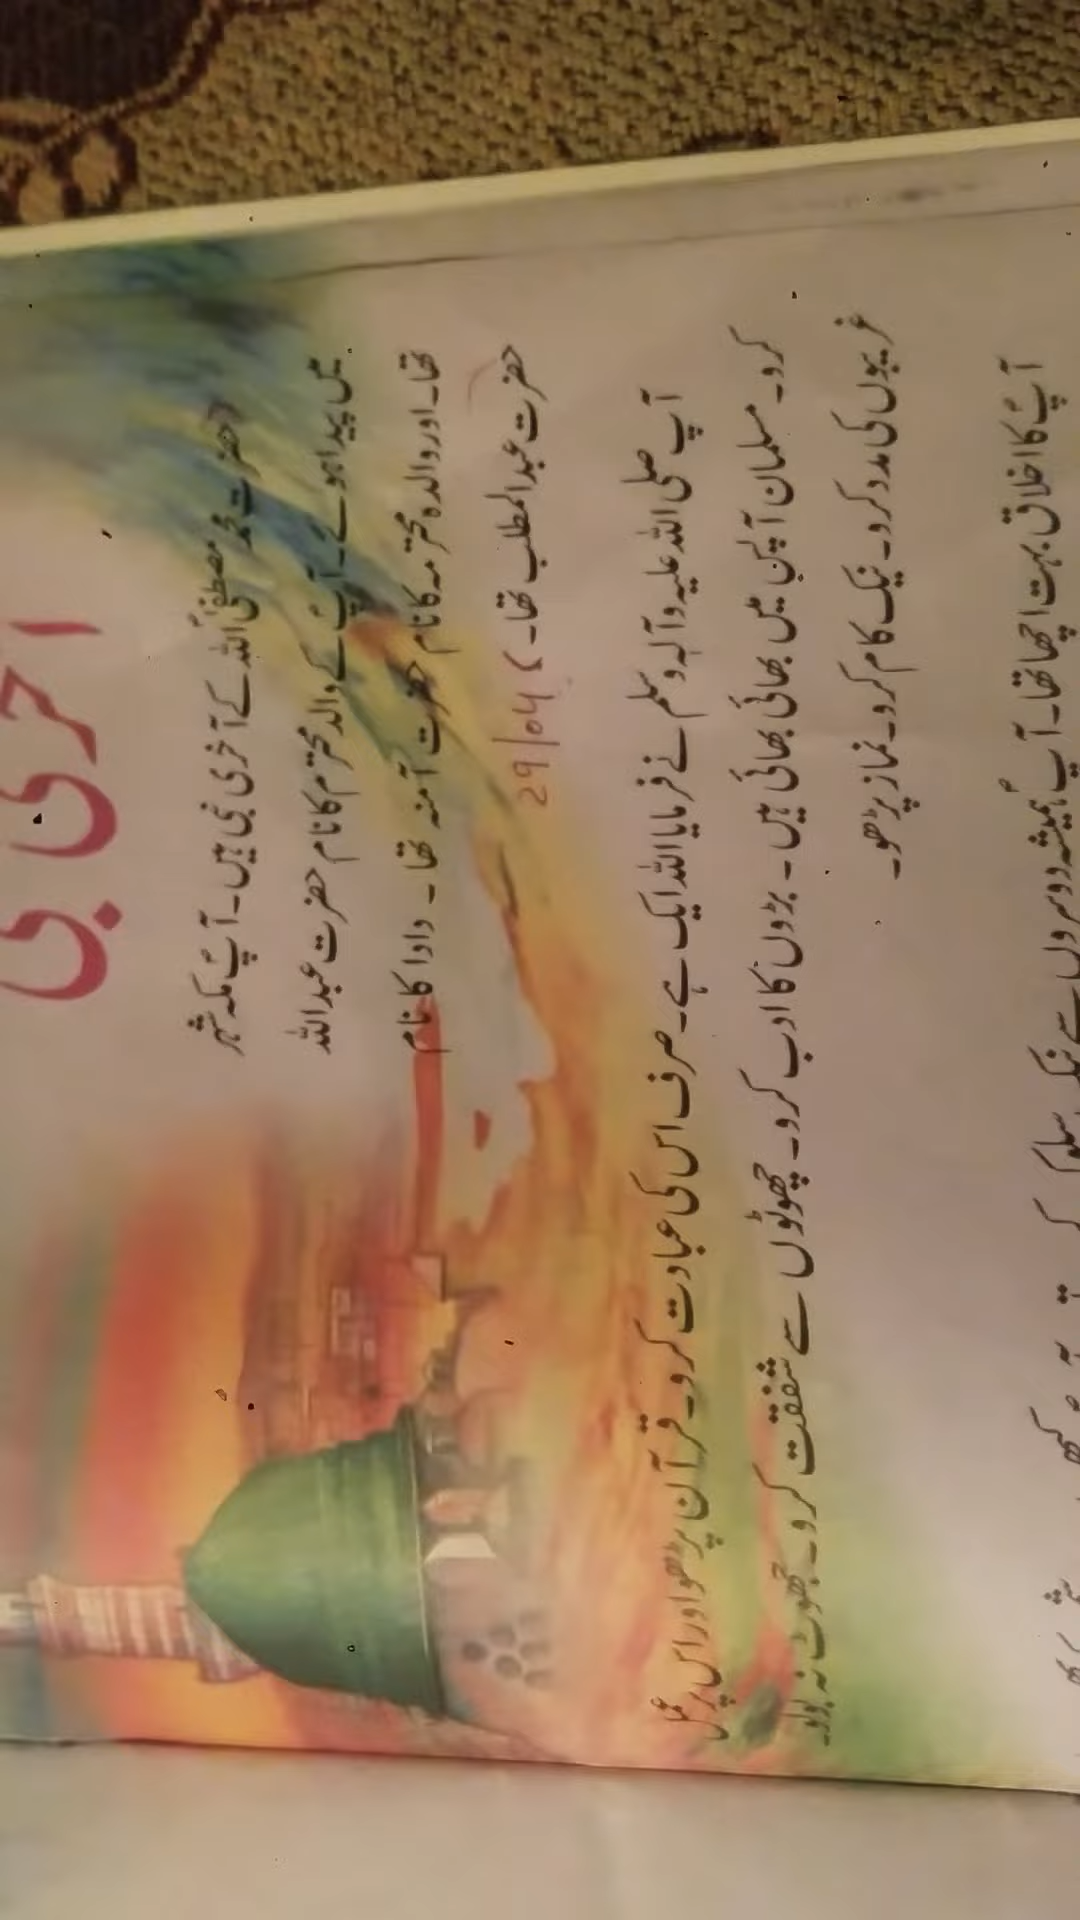 آخری نبی
حضرت محمد مصطفیٰؐ اللہ کے آخری نبی ہیں۔ آپؐ مکہ شہر
میں پیدا ہوئے۔ آپؐ کے والد محترم کا نام حضرت عبداللہ
تھا۔ اور والدہ محترمہ کا نام حضرت آمنہ تھا۔ دادا کا نام
حضرت عبدالمطلب تھا۔
29/04
آپ صلی اللہ علیہ وآلہ وسلم نے فرمایا اللہ ایک ہے۔ صرف اس کی عبادت کرو۔ قرآن پڑھو اور اس پر عمل
کرو۔ مسلمان آپس میں بھائی بھائی ہیں۔ بڑوں کا ادب کرو۔ چھوٹوں سے شفقت کرو۔ جھوٹ نہ بولو۔
غریبوں کی مدد کرو۔ نیک کام کرو۔ نماز پڑھو۔
آپؐ کا اخلاق بہت اچھا تھا۔ آپؐ ہمیشہ دوسروں سے نیک سلوک